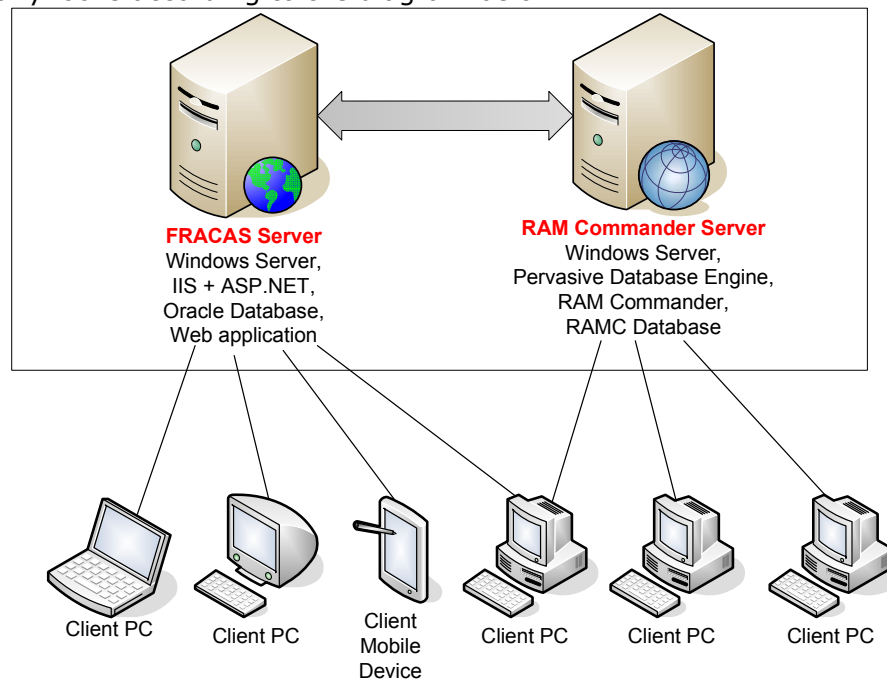 FRACAS Server
Windows Server,
IIS + ASP.NET,
Oracle Database,
Web application
RAM Commander Server
Windows Server,
Pervasive Database Engine,
RAM Commander,
RAMC Database
Client PC
Client PC
Client
Mobile
Device
Client PC
Client PC
Client PC